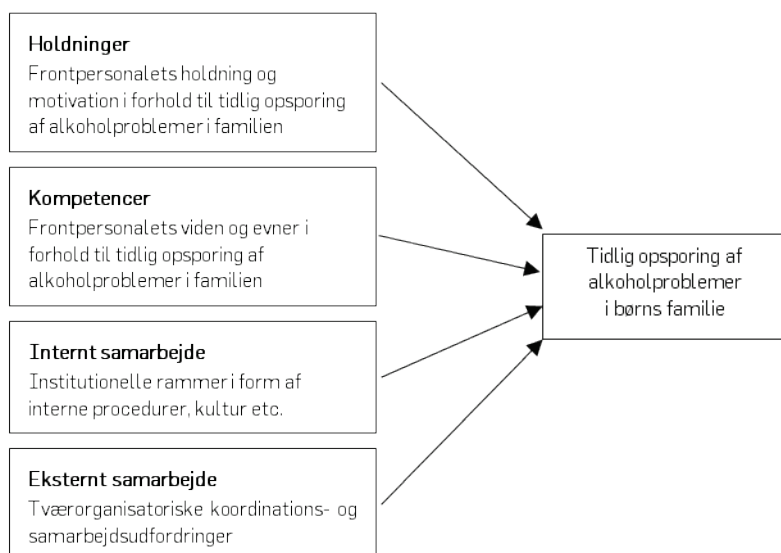 Holdninger
Frontpersonalets holdning og
motivation i forhold til tidlig opsporing
af alkoholproblemer i familien
Kompetencer
Frontpersonalets viden og evner i
forhold til tidlig opsporing af
alkoholproblemer i familien
Internt samarbejde
Institutionelle rammer i form af
interne procedurer, kultur etc.
Eksternt samarbejde
Tværorganisatoriske koordinations- og
samarbejdsudfordringer
Tidlig opsporing af
alkoholproblemer
i børns familie